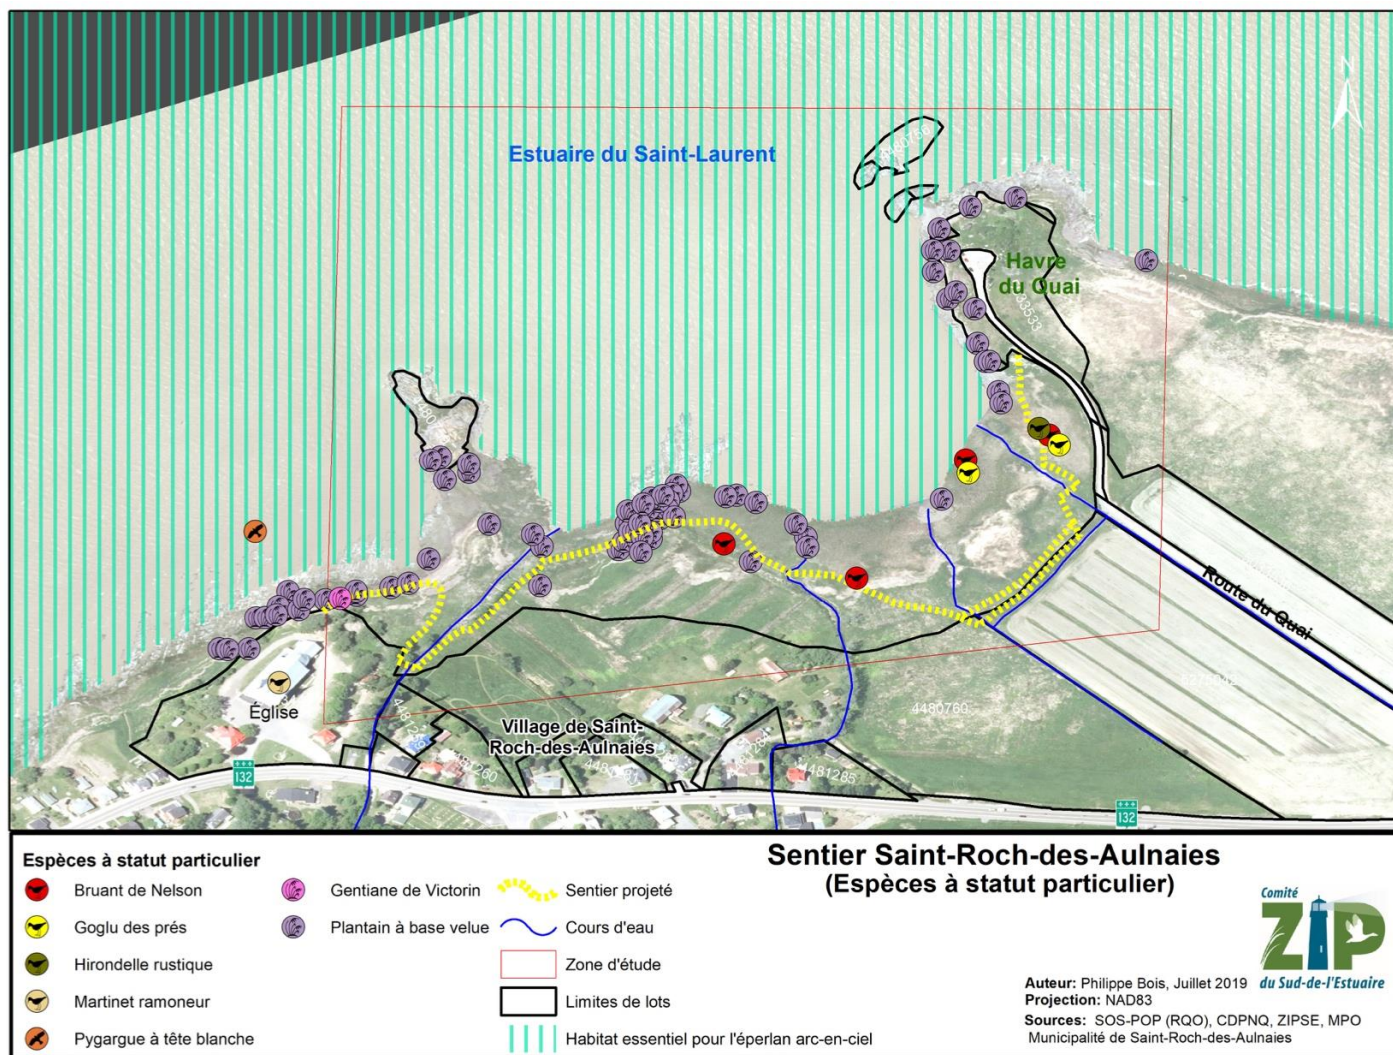 N
Estuaire du Saint-Laurent
Havre
du Quai
Route du Quai
Église
Village de Saint-
Roch-des-Aulnaies
4480760
4481260
4481285
132
132
Espèces à statut particulier
Bruant de Nelson
Goglu des prés
Hirondelle rustique
Martinet ramoneur
Pygargue à tête blanche
Gentiane de Victorin
Plantain à base velue
Sentier projeté
Cours d'eau
Zone d'étude
Limites de lots
Habitat essentiel pour l'éperlan arc-en-ciel
Sentier Saint-Roch-des-Aulnaies
(Espèces à statut particulier)
Auteur: Philippe Bois, Juillet 2019
Projection: NAD83
Sources: SOS-POP (RQO), CDPNQ, ZIPSE, MPO
Municipalité de Saint-Roch-des-Aulnaies
Comité
ZIP
du Sud-de-l'Estuaire